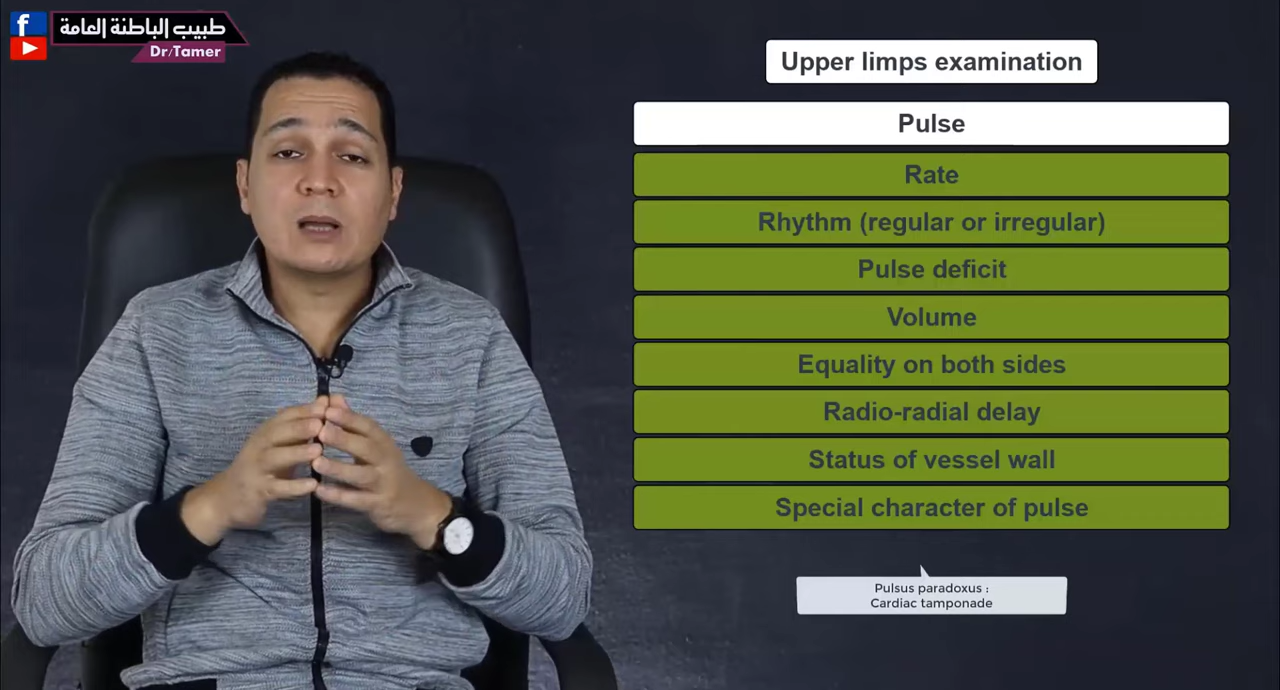 f
طبيب الباطنة العامة
Dr/Tamer
Upper limps examination
Pulse
Rate
Rhythm (regular or irregular)
Pulse deficit
Volume
Equality on both sides
Radio-radial delay
Status of vessel wall
Special character of pulse
Pulsus paradoxus :
Cardiac tamponade